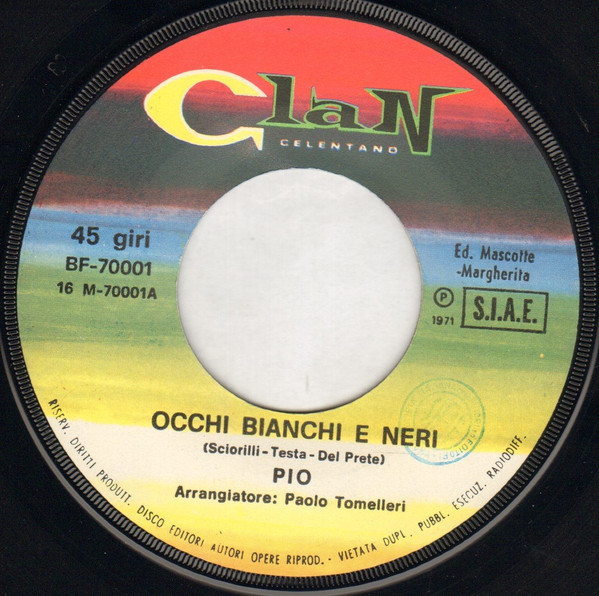 Clan
CELENTANO
45 giri
BF-70001
16 M-70001A
Ed. Mascotte
-Margherita
P
1971
S.I.A.E.
OCCHI BIANCHI E NERI
(Sciorilli-Testa-Del Prete)
PIO
Arrangiatore: Paolo Tomelleri
RISERV. DIRITTI PRODUTT. DISCO EDITORI AUTORI OPERE RIPROD. - VIETATA DUPL. PUBBL. ESECUZ. RADIODIFF.